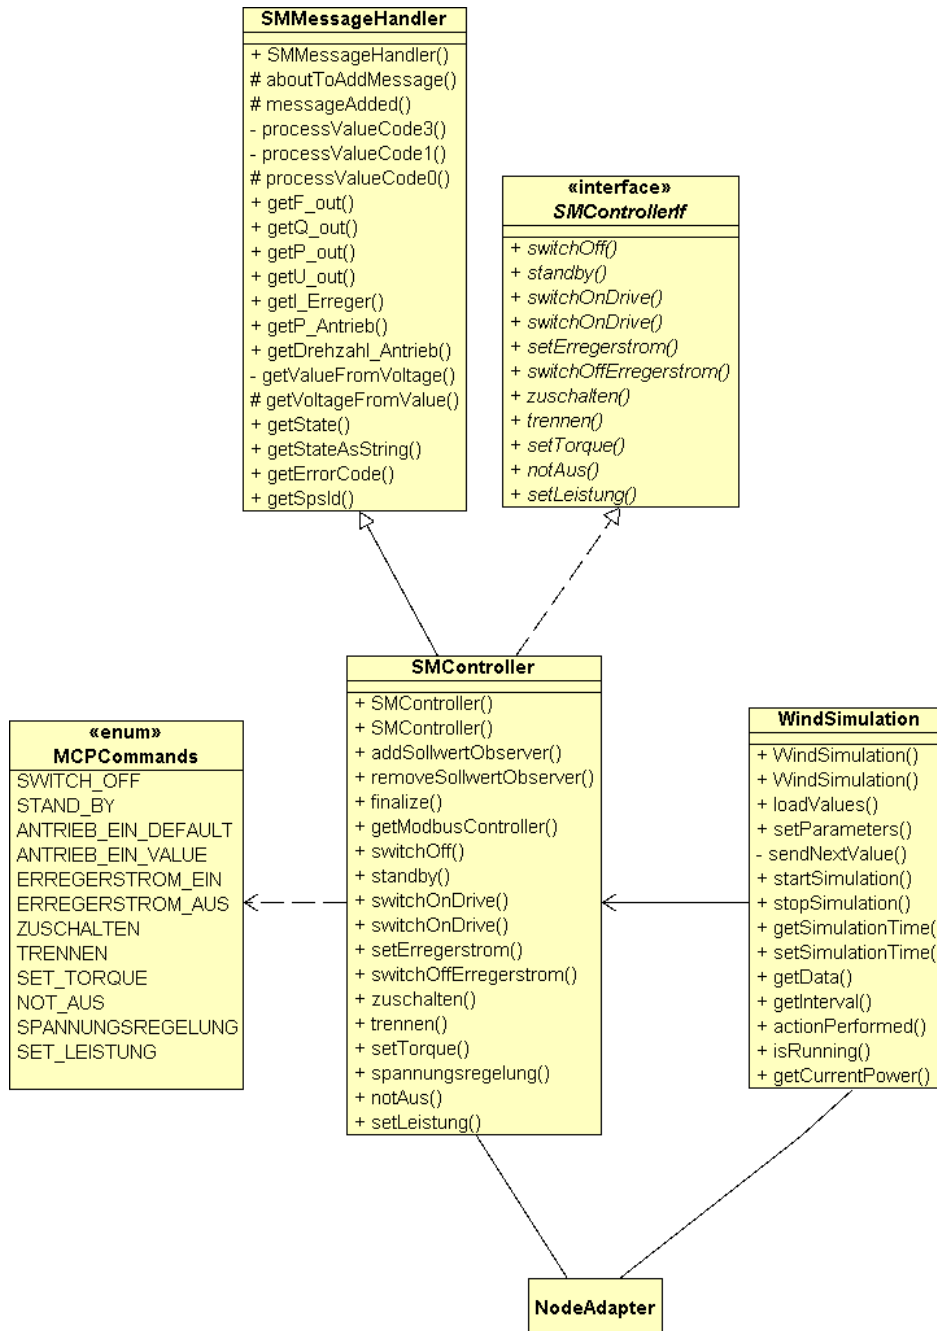 SMMessageHandler
+ SMMessageHandler()
# aboutToAddMessage()
# messageAdded()
- processValueCode3()
- processValueCode1()
# processValueCode0()
+ getF_out()
+ getQ_out()
+ getP_out()
+ getU_out()
+ getI_Erreger()
+ getP_Antrieb()
+ getDrehzahl_Antrieb()
- getValueFromVoltage()
# getVoltageFromValue()
+ getState()
+ getStateAsString()
+ getErrorCode()
+ getSpsId()
«interface»
SMControllerIf
+ switchOff()
+ standby()
+ switchOnDrive()
+ switchOnDrive()
+ setErregerstrom()
+ switchOffErregerstrom()
+ zuschalten()
+ trennen()
+ setTorque()
+ notAus()
+ setLeistung()
«enum»
MCPCommands
SWITCH_OFF
STAND_BY
ANTRIEB_EIN_DEFAULT
ANTRIEB_EIN_VALUE
ERREGERSTROM_EIN
ERREGERSTROM_AUS
ZUSCHALTEN
TRENNEN
SET_TORQUE
NOT_AUS
SPANNUNGSREGELUNG
SET_LEISTUNG
SMController
+ SMController()
+ SMController()
+ addSollwertObserver()
+ removeSollwertObserver()
+ finalize()
+ getModbusController()
+ switchOff()
+ standby()
+ switchOnDrive()
+ switchOnDrive()
+ setErregerstrom()
+ switchOffErregerstrom()
+ zuschalten()
+ trennen()
+ setTorque()
+ spannungsregelung()
+ notAus()
+ setLeistung()
WindSimulation
+ WindSimulation()
+ WindSimulation()
+ loadValues()
+ setParameters()
- sendNextValue()
+ startSimulation()
+ stopSimulation()
+ getSimulationTime(
+ setSimulationTime(
+ getData()
+ getInterval()
+ actionPerformed()
+ isRunning()
+ getCurrentPower()
NodeAdapter